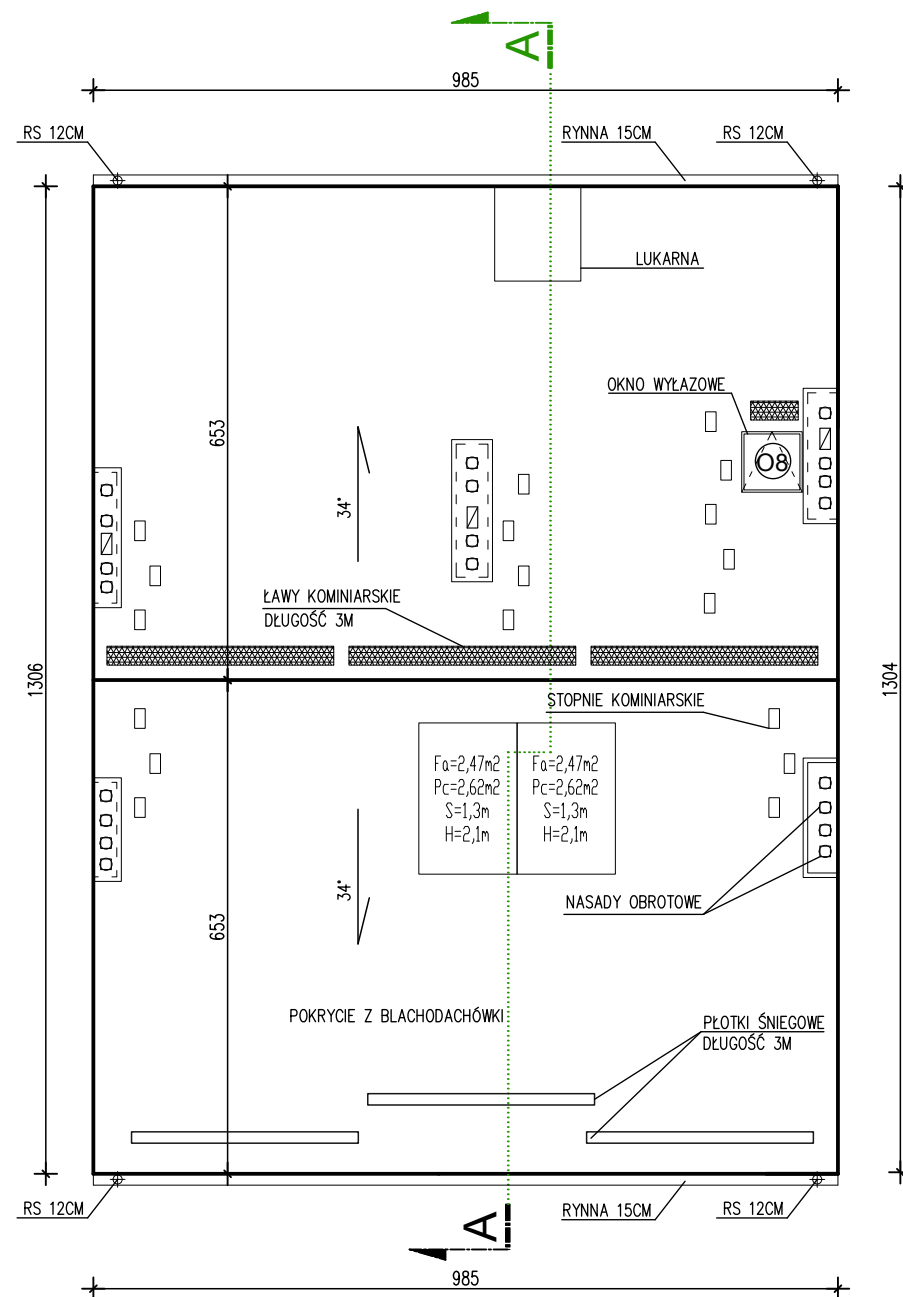 A
985
RS 12CM
RYNNA 15CM
RS 12CM
LUKARNA
OKNO WYŁAZOWE
O8
653
34°
ŁAWY KOMINIARSKIE
DŁUGOŚĆ 3M
1306
1304
STOPNIE KOMINIARSKIE
Fa=2,47m2
Pc=2,62m2
S=1,3m
H=2,1m
Fa=2,47m2
Pc=2,62m2
S=1,3m
H=2,1m
34°
653
NASADY OBROTOWE
POKRYCIE Z BLACHODACHÓWKI
PŁOTKI ŚNIEGOWE
DŁUGOŚĆ 3M
RS 12CM
RYNNA 15CM
RS 12CM
A
985